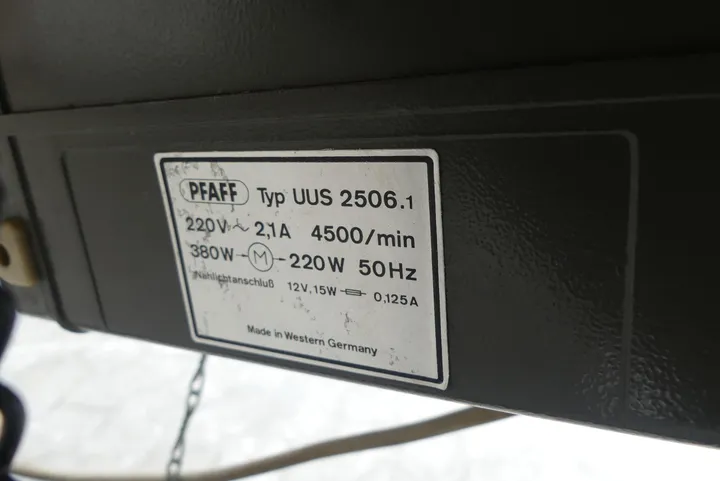 PFAFF Typ UUS 2506.1
220V ~ 2,1A 4500/min
380W - M - 220W 50Hz
Nählichtanschluß 12V, 15W 0,125A
Made in Western Germany